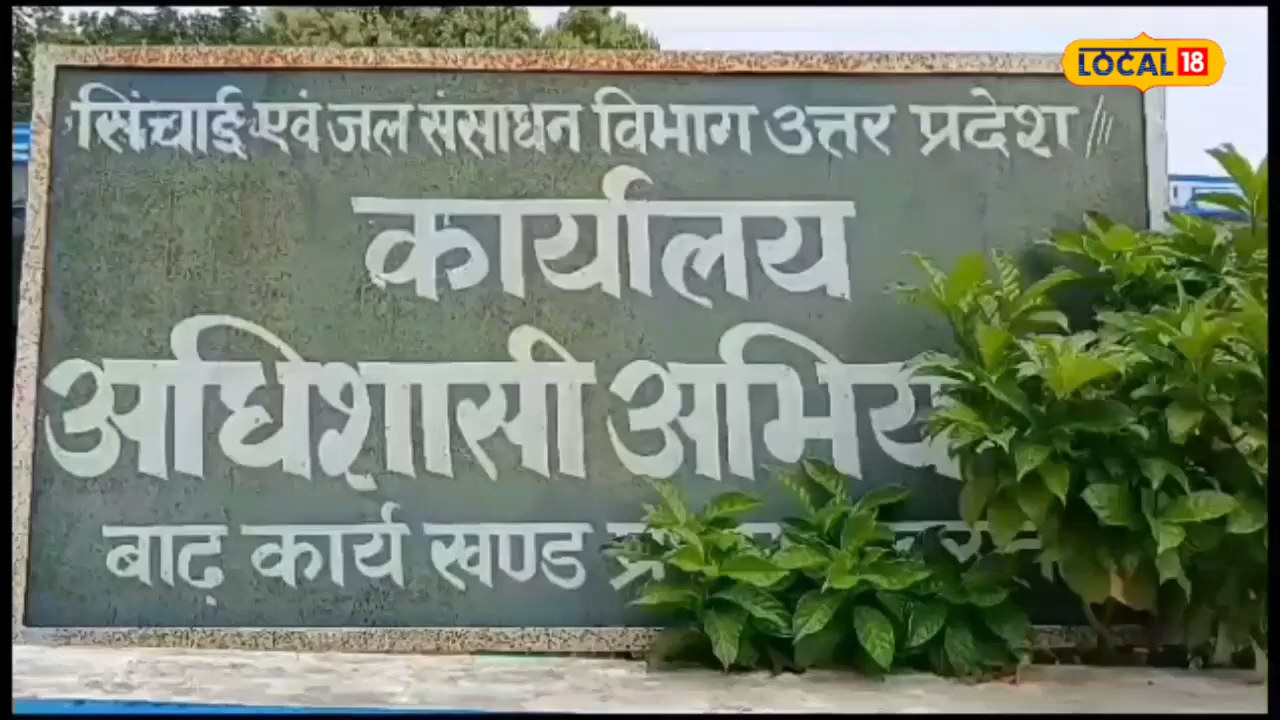 सिंचाई एवं जल संसाधन विभाग उत्तर प्रदेश
कार्यालय
अधिशासी
बाढ़ कार्य खण्ड
LOCAL 18